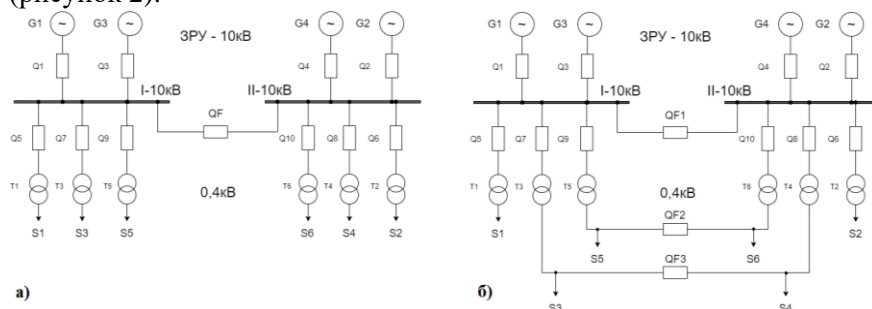 (рисунок 2).
G1 G3 ЗРУ - 10кВ G4 G2
Q1 Q3 Q4 Q2
I-10кВ II-10кВ
QF
Q5 Q7 Q9 Q10 Q8 Q6
T1 T3 T5 0,4кВ T6 T4 T2
S1 S3 S5 S6 S4 S2
а)
G1 G3 ЗРУ - 10кВ G4 G2
Q1 Q3 Q4 Q2
I-10кВ II-10кВ
QF1
Q5 Q7 Q9 Q10 Q8 Q6
T1 T3 T5 0,4кВ T6 T4 T2
S1 QF2 S2
S5 S6
QF3
б) S3 S4